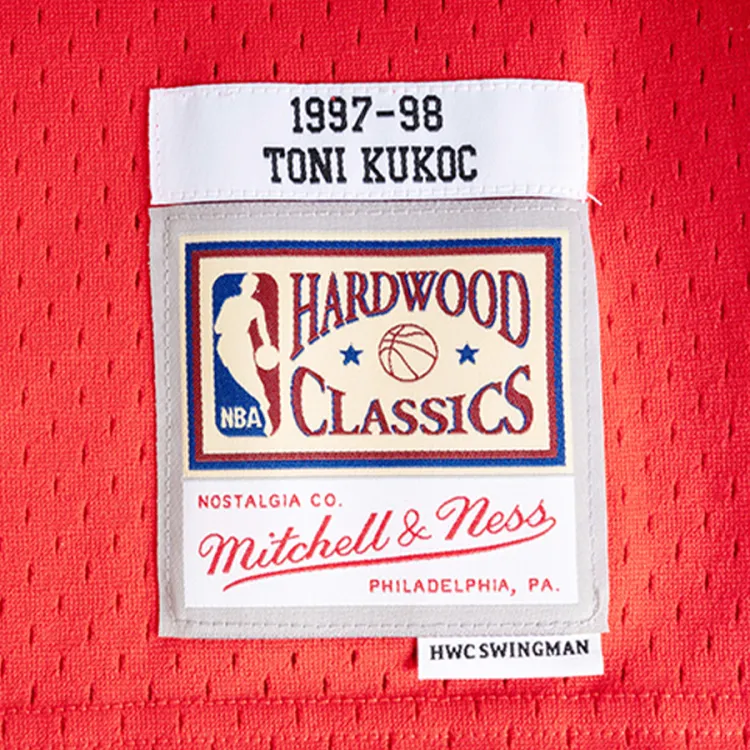 1997-98
TONI KUKOC
HARDWOOD
CLASSICS
NBA
NOSTALGIA CO.
Mitchell & Ness
PHILADELPHIA, PA.
HWC SWINGMAN